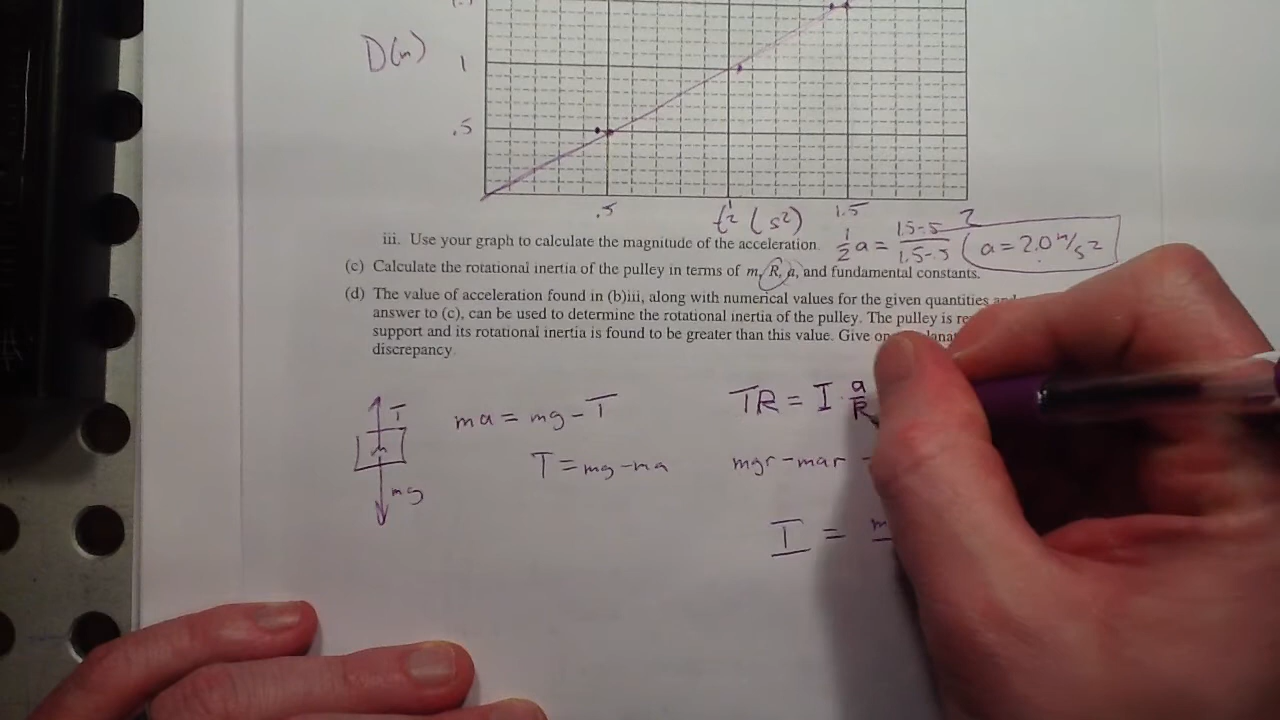 D(m)
1
.5
.5
1
1.5
2
t² (s²)
iii. Use your graph to calculate the magnitude of the acceleration.
½a = 1.5-.5 / 1.5-.5
a = 2.0 m/s²
(c) Calculate the rotational inertia of the pulley in terms of m, R, a, and fundamental constants.
(d) The value of acceleration found in (b)iii, along with numerical values for the given quantities and
answer to (c), can be used to determine the rotational inertia of the pulley. The pulley is
support and its rotational inertia is found to be greater than this value. Give
discrepancy.
T
m
mg
ma = mg - T
T = mg - ma
TR = I · a/R
mgr - mar
I =